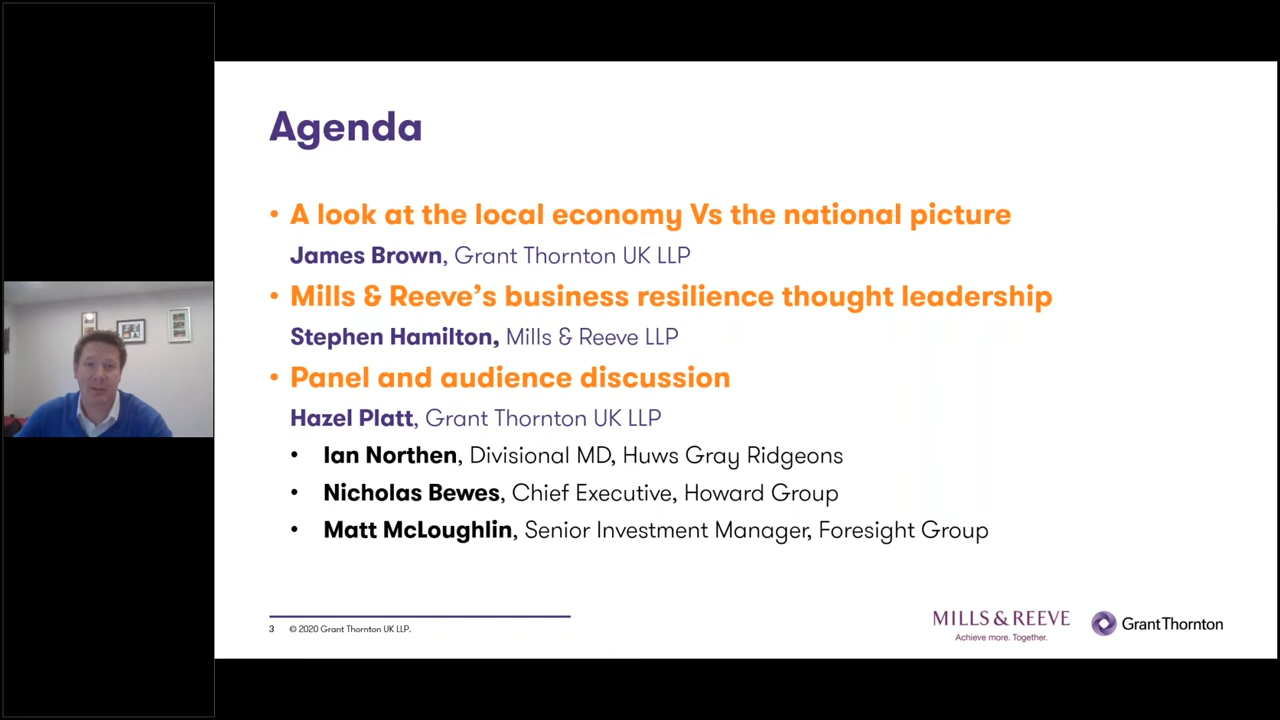 Agenda
• A look at the local economy Vs the national picture
James Brown, Grant Thornton UK LLP
• Mills & Reeve's business resilience thought leadership
Stephen Hamilton, Mills & Reeve LLP
• Panel and audience discussion
Hazel Platt, Grant Thornton UK LLP
• Ian Northen, Divisional MD, Huws Gray Ridgeons
• Nicholas Bewes, Chief Executive, Howard Group
• Matt McLoughlin, Senior Investment Manager, Foresight Group
3 © 2020 Grant Thornton UK LLP.
MILLS & REEVE
Achieve more. Together.
Grant Thornton